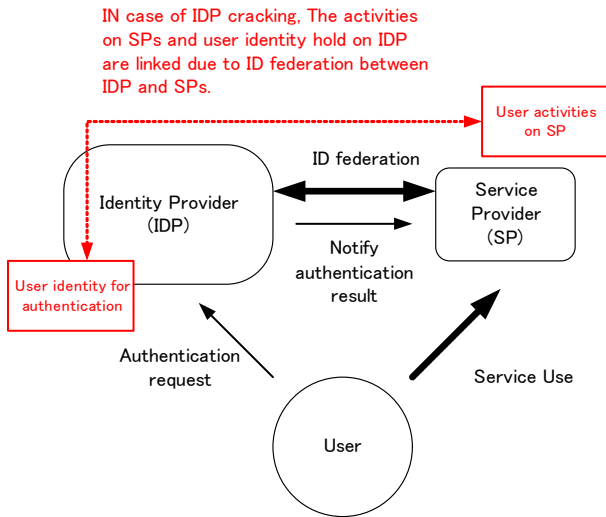 IN case of IDP cracking, The activities
on SPs and user identity hold on IDP
are linked due to ID federation between
IDP and SPs.
User activities
on SP
ID federation
Identity Provider
(IDP)
Service
Provider
(SP)
Notify
authentication
result
User identity for
authentication
Authentication
request
Service Use
User